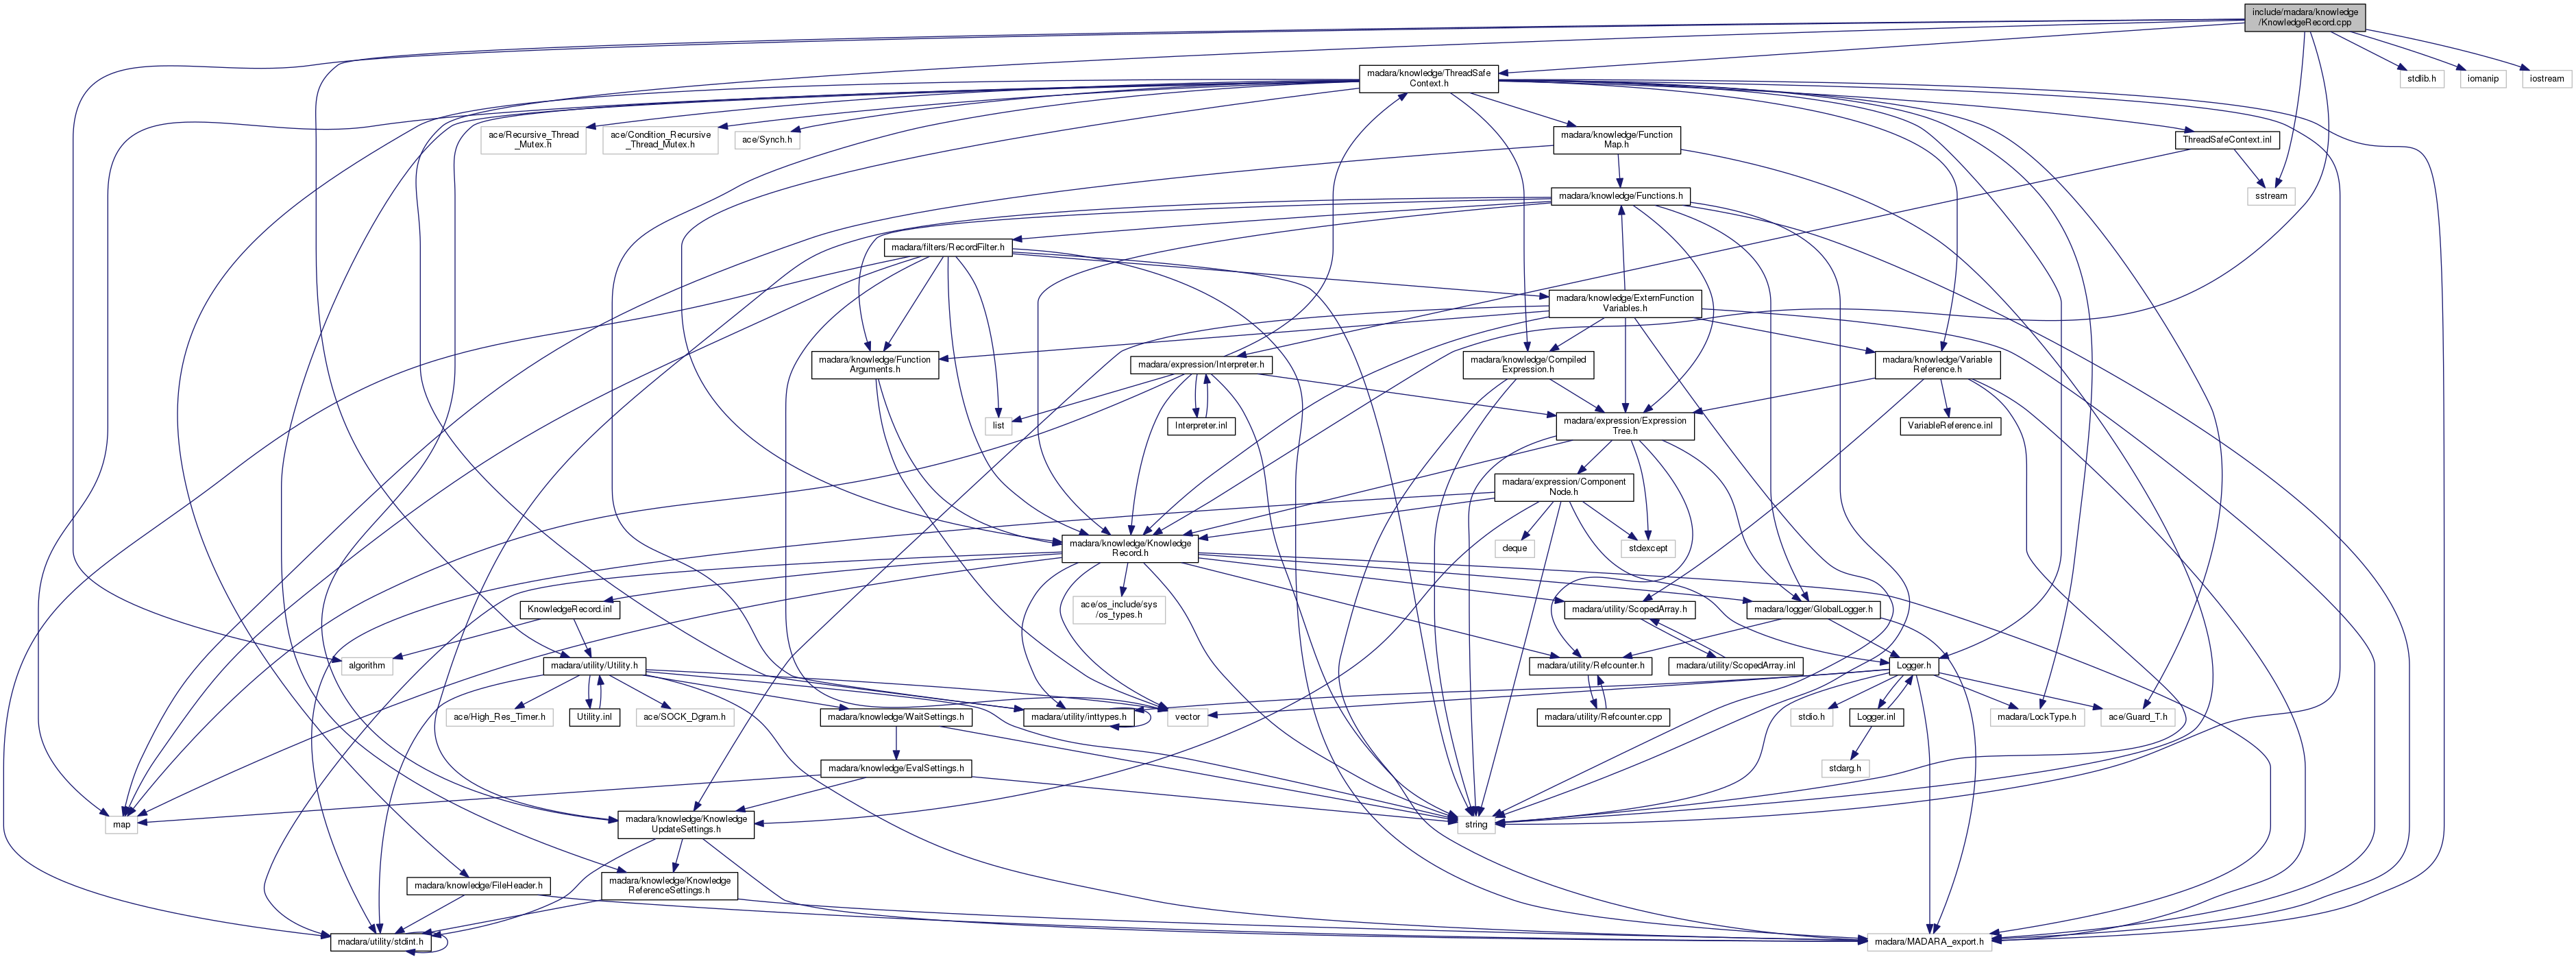 include/madara/knowledge
/KnowledgeRecord.cpp
madara/knowledge/ThreadSafe
Context.h
stdlib.h
iomanip
iostream
ace/Recursive_Thread
_Mutex.h
ace/Condition_Recursive
_Thread_Mutex.h
ace/Synch.h
madara/knowledge/Function
Map.h
ThreadSafeContext.inl
madara/knowledge/Functions.h
sstream
madara/filters/RecordFilter.h
madara/knowledge/ExternFunction
Variables.h
madara/knowledge/Function
Arguments.h
madara/expression/Interpreter.h
madara/knowledge/Compiled
Expression.h
madara/knowledge/Variable
Reference.h
list
Interpreter.inl
madara/expression/Expression
Tree.h
VariableReference.inl
madara/expression/Component
Node.h
madara/knowledge/Knowledge
Record.h
deque
stdexcept
KnowledgeRecord.inl
ace/os_include/sys
/os_types.h
madara/utility/ScopedArray.h
madara/logger/GlobalLogger.h
algorithm
madara/utility/Utility.h
madara/utility/Refcounter.h
madara/utility/ScopedArray.inl
Logger.h
ace/High_Res_Timer.h
Utility.inl
ace/SOCK_Dgram.h
madara/knowledge/WaitSettings.h
madara/utility/inttypes.h
vector
madara/utility/Refcounter.cpp
stdio.h
Logger.inl
madara/LockType.h
ace/Guard_T.h
madara/knowledge/EvalSettings.h
stdarg.h
map
madara/knowledge/Knowledge
UpdateSettings.h
string
madara/knowledge/FileHeader.h
madara/knowledge/Knowledge
ReferenceSettings.h
madara/utility/stdint.h
madara/MADARA_export.h